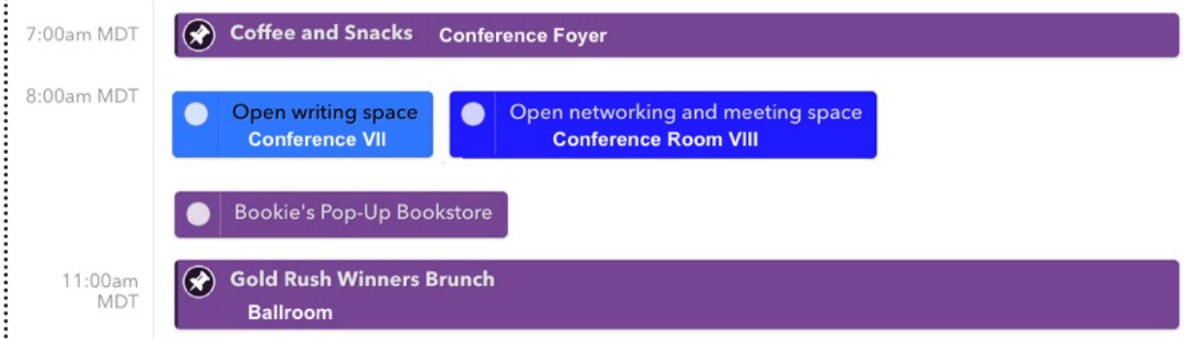 7:00am MDT
Coffee and Snacks Conference Foyer
8:00am MDT
Open writing space
Conference VII
Open networking and meeting space
Conference Room VIII
Bookie's Pop-Up Bookstore
11:00am
MDT
Gold Rush Winners Brunch
Ballroom